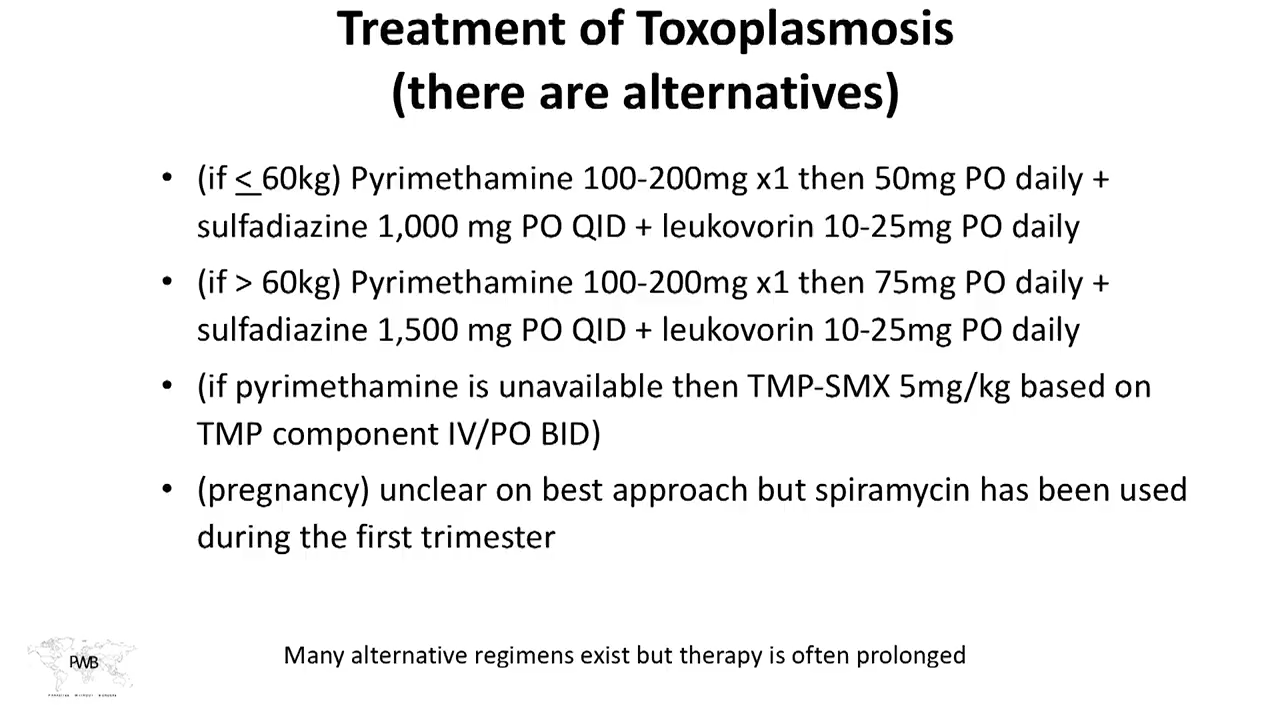 Treatment of Toxoplasmosis
(there are alternatives)
• (if < 60kg) Pyrimethamine 100-200mg x1 then 50mg PO daily +
sulfadiazine 1,000 mg PO QID + leukovorin 10-25mg PO daily
• (if > 60kg) Pyrimethamine 100-200mg x1 then 75mg PO daily +
sulfadiazine 1,500 mg PO QID + leukovorin 10-25mg PO daily
• (if pyrimethamine is unavailable then TMP-SMX 5mg/kg based on
TMP component IV/PO BID)
• (pregnancy) unclear on best approach but spiramycin has been used
during the first trimester
PWB
PARASITES WITHOUT BORDERS
Many alternative regimens exist but therapy is often prolonged